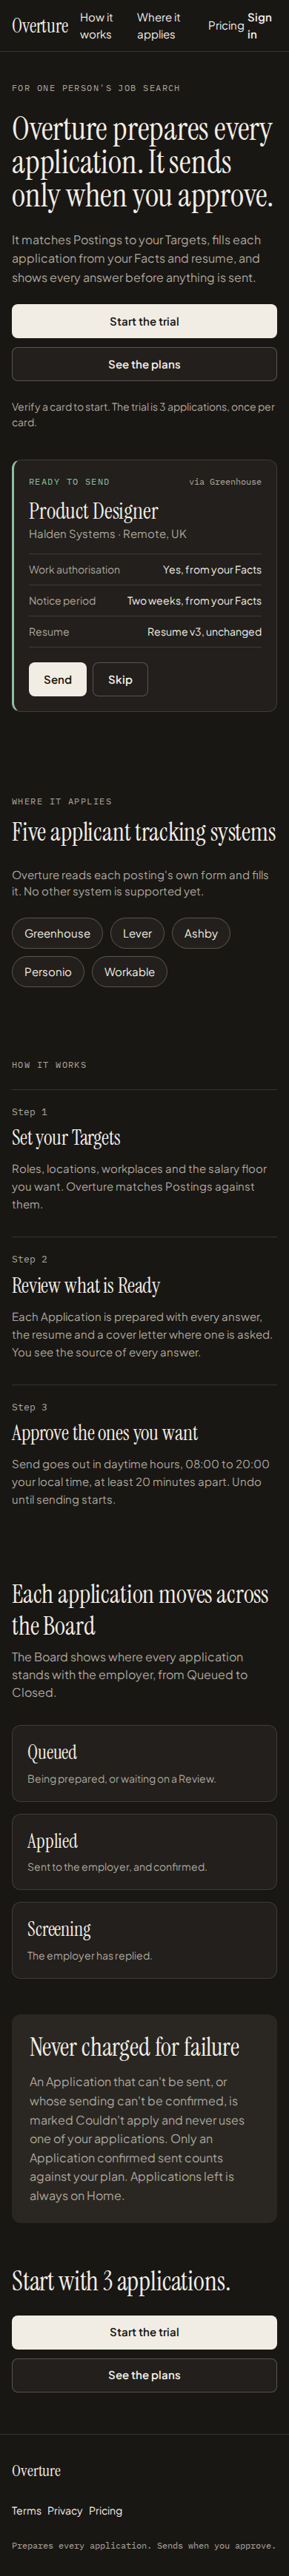 Overture
How it works
Where it applies
Pricing
Sign in
FOR ONE PERSON'S JOB SEARCH
Overture prepares every
application. It sends
only when you approve.
It matches Postings to your Targets, fills each
application from your Facts and resume, and
shows every answer before anything is sent.
Start the trial
See the plans
Verify a card to start. The trial is 3 applications, once per
card.
READY TO SEND
via Greenhouse
Product Designer
Halden Systems · Remote, UK
Work authorisation Yes, from your Facts
Notice period Two weeks, from your Facts
Resume Resume v3, unchanged
Send Skip
WHERE IT APPLIES
Five applicant tracking systems
Overture reads each posting's own form and fills
it. No other system is supported yet.
Greenhouse Lever Ashby
Personio Workable
HOW IT WORKS
Step 1
Set your Targets
Roles, locations, workplaces and the salary floor
you want. Overture matches Postings against
them.
Step 2
Review what is Ready
Each Application is prepared with every answer,
the resume and a cover letter where one is asked.
You see the source of every answer.
Step 3
Approve the ones you want
Send goes out in daytime hours, 08:00 to 20:00
your local time, at least 20 minutes apart. Undo
until sending starts.
Each application moves across
the Board
The Board shows where every application
stands with the employer, from Queued to
Closed.
Queued
Being prepared, or waiting on a Review.
Applied
Sent to the employer, and confirmed.
Screening
The employer has replied.
Never charged for failure
An Application that can't be sent, or
whose sending can't be confirmed, is
marked Couldn't apply and never uses
one of your applications. Only an
Application confirmed sent counts
against your plan. Applications left is
always on Home.
Start with 3 applications.
Start the trial
See the plans
Overture
Terms Privacy Pricing
Prepares every application. Sends when you approve.